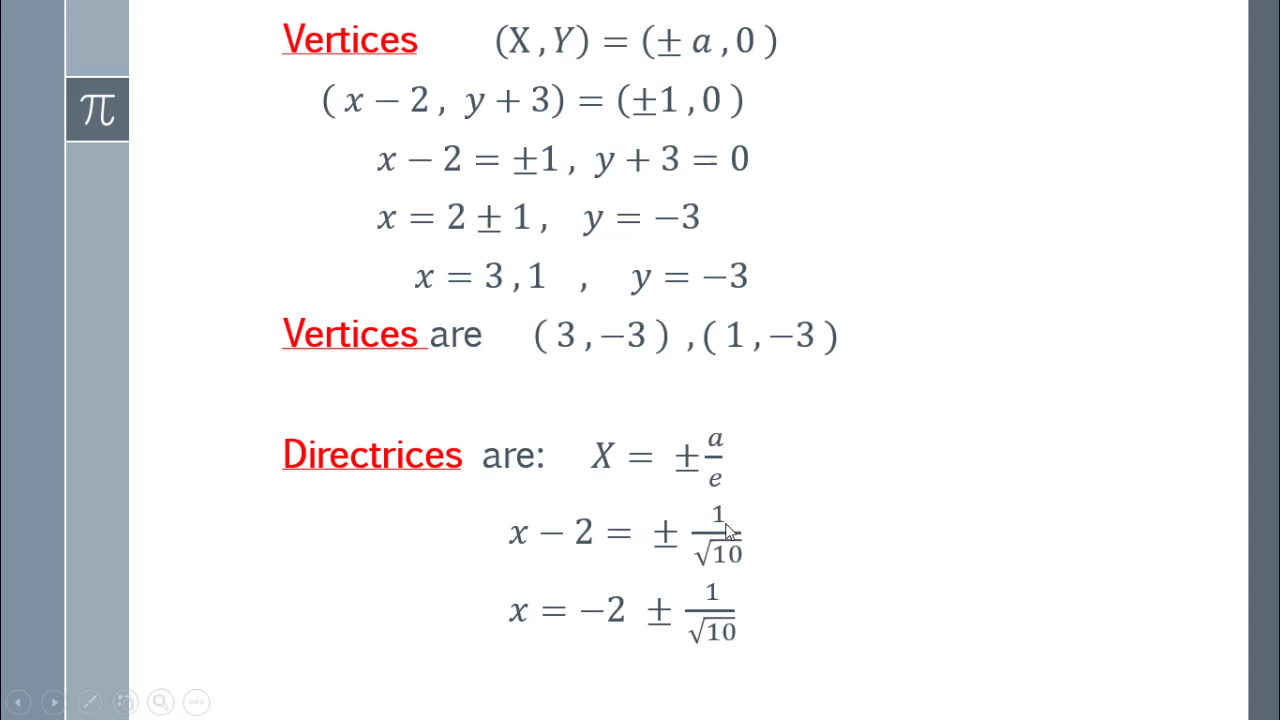 π
Vertices (X , Y) = (± a , 0 )
( x − 2 , y + 3) = (±1 , 0 )
x − 2 = ±1 , y + 3 = 0
x = 2 ± 1 , y = −3
x = 3 , 1 , y = −3
Vertices are ( 3 , −3 ) , ( 1 , −3 )
Directrices are: X = ± a/e
x − 2 = ± 1/√10
x = −2 ± 1/√10